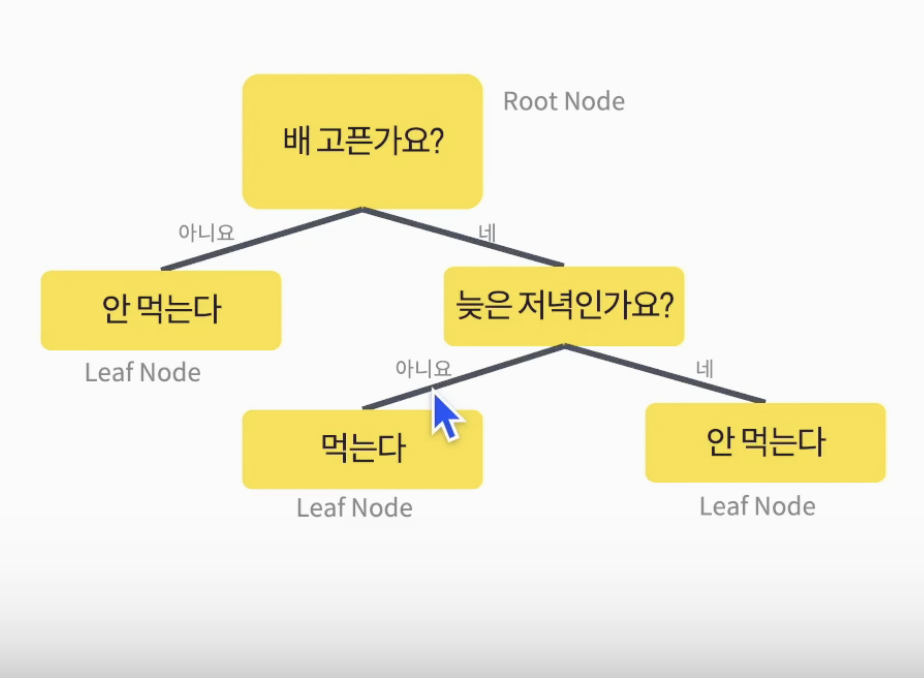 배 고픈가요?
Root Node
아니요
네
안 먹는다
Leaf Node
늦은 저녁인가요?
아니요
네
먹는다
Leaf Node
안 먹는다
Leaf Node